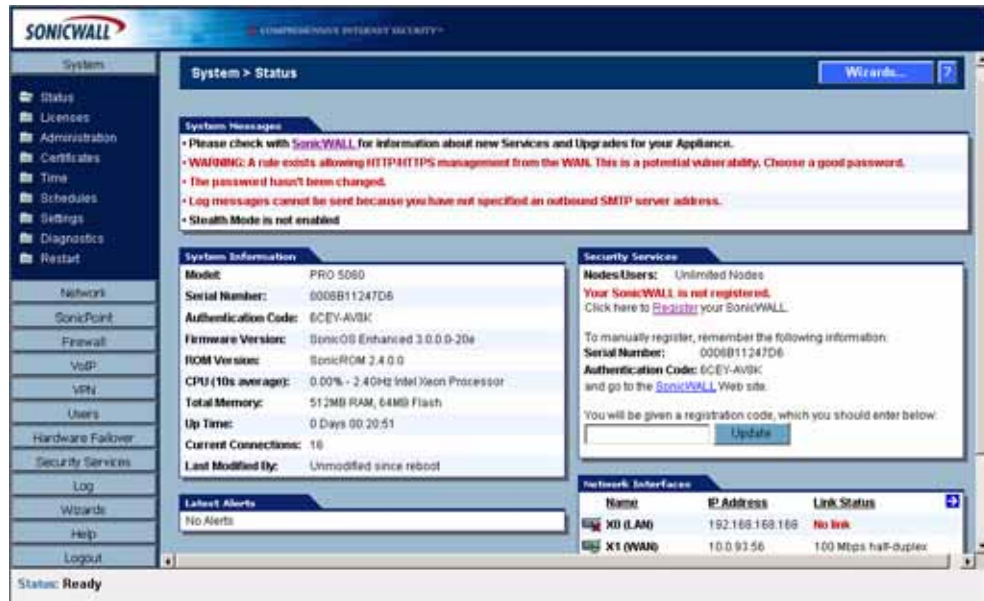 SONICWALL
COMPREHENSIVE INTERNET SECURITY™
System
Status
Licenses
Administration
Certificates
Time
Schedules
Settings
Diagnostics
Restart
Network
SonicPoint
Firewall
VoIP
VPN
Users
Hardware Failover
Security Services
Log
Wizards
Help
Logout
System > Status
Wizards...
?
System Messages
• Please check with SonicWALL for information about new Services and Upgrades for your Appliance.
• WARNING: A rule exists allowing HTTP/HTTPS management from the WAN. This is a potential vulnerability. Choose a good password.
• The password hasn't been changed.
• Log messages cannot be sent because you have not specified an outbound SMTP server address.
• Stealth Mode is not enabled
System Information
Model: PRO 5060
Serial Number: 0006B11247D6
Authentication Code: 6CEY-AV8K
Firmware Version: SonicOS Enhanced 3.0.0.0-20e
ROM Version: SonicROM 2.4.0.0
CPU (10s average): 0.00% - 2.4GHz Intel Xeon Processor
Total Memory: 512MB RAM, 64MB Flash
Up Time: 0 Days 00:20:51
Current Connections: 16
Last Modified By: Unmodified since reboot
Latest Alerts
No Alerts
Security Services
Nodes/Users: Unlimited Nodes
Your SonicWALL is not registered.
Click here to Register your SonicWALL.
To manually register, remember the following information:
Serial Number: 0006B11247D6
Authentication Code: 6CEY-AV8K
and go to the SonicWALL Web site.
You will be given a registration code, which you should enter below:
Update
Network Interfaces
Name IP Address Link Status
X0 (LAN) 192.168.168.168 No link
X1 (WAN) 10.0.93.56 100 Mbps half-duplex
Status: Ready